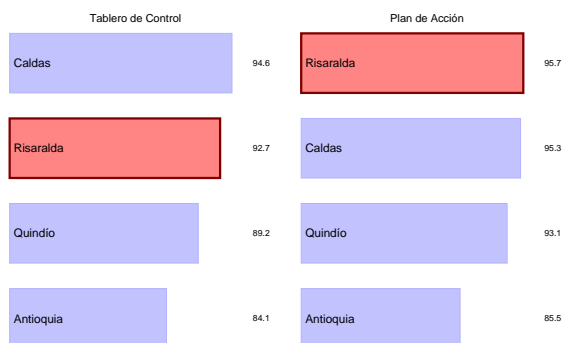 Tablero de Control
Caldas 94.6
Risaralda 92.7
Quindío 89.2
Antioquia 84.1
Plan de Acción
Risaralda 95.7
Caldas 95.3
Quindío 93.1
Antioquia 85.5